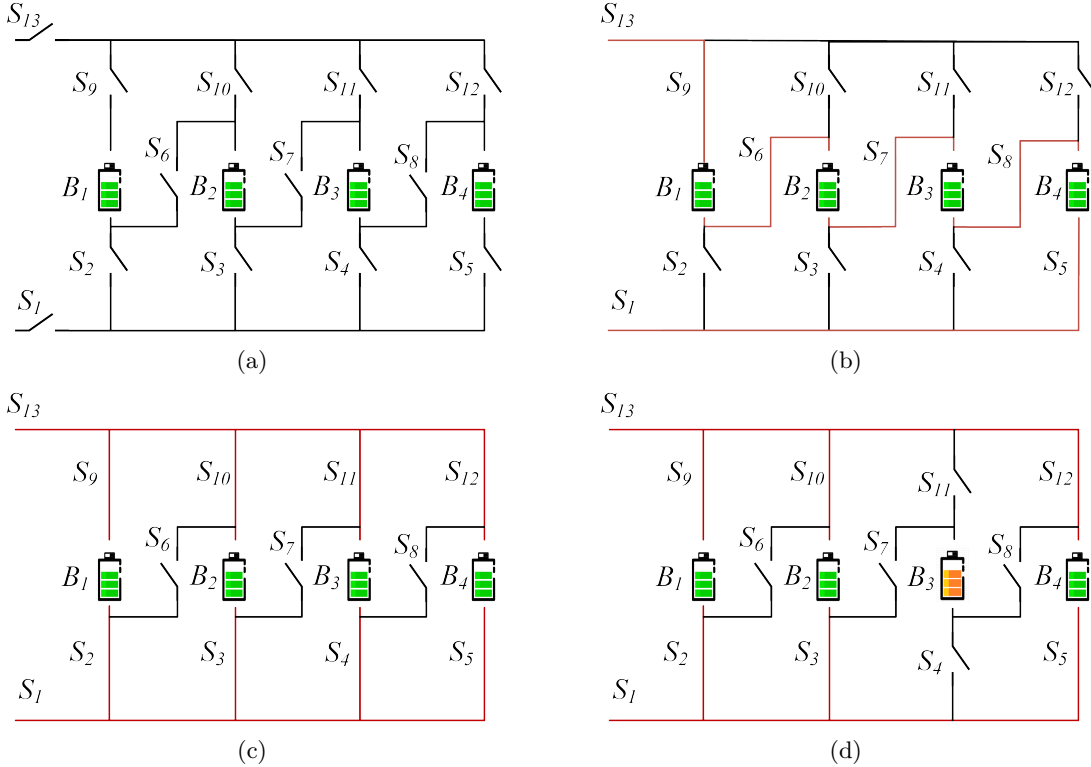 S13
S9 S10 S11 S12
S6 S7 S8
B1 B2 B3 B4
S2 S3 S4 S5
S1
(a)
S13
S9 S10 S11 S12
S6 S7 S8
B1 B2 B3 B4
S2 S3 S4 S5
S1
(b)
S13
S9 S10 S11 S12
S6 S7 S8
B1 B2 B3 B4
S2 S3 S4 S5
S1
(c)
S13
S9 S10 S11 S12
S6 S7 S8
B1 B2 B3 B4
S2 S3 S4 S5
S1
(d)